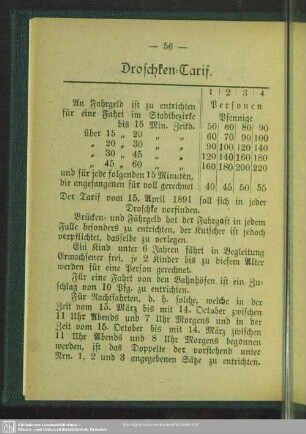 — 56 —
Droschken-Tarif.
1 2 3 4
An Fahrgeld ist zu entrichten Personen
für eine Fahrt im Stadtbezirke Pfennige
bis 15 Min. Zeitd. 50 60 80 90
über 15 „ 20 „ „ 60 70 90 100
„ 20 „ 30 „ „ 90 100 120 140
„ 30 „ 45 „ „ 120 140 160 180
„ 45 „ 60 „ „ 160 180 200 220
und für jede folgenden 15 Minuten,
die angefangenen für voll gerechnet 40 45 50 55
Der Tarif vom 15. April 1891 soll sich in jeder
Droschke vorfinden.
Brücken- und Fährgeld hat der Fahrgast in jedem
Falle besonders zu entrichten, der Kutscher ist jedoch
verpflichtet, dasselbe zu verlegen.
Ein Kind unter 6 Jahren fährt in Begleitung
Erwachsener frei, je 2 Kinder bis zu diesem Alter
werden für eine Person gerechnet.
Für eine Fahrt von den Bahnhöfen ist ein Zu-
schlag von 10 Pfg. zu entrichten.
Für Nachtfahrten, d. h. solche, welche in der
Zeit vom 15. März bis mit 14. October zwischen
11 Uhr Abends und 7 Uhr Morgens und in der
Zeit vom 15. October bis mit 14. März zwischen
11 Uhr Abends und 8 Uhr Morgens begonnen
werden, ist das Doppelte der vorstehend unter
Nrn. 1, 2 und 3 angegebenen Sätze zu entrichten.